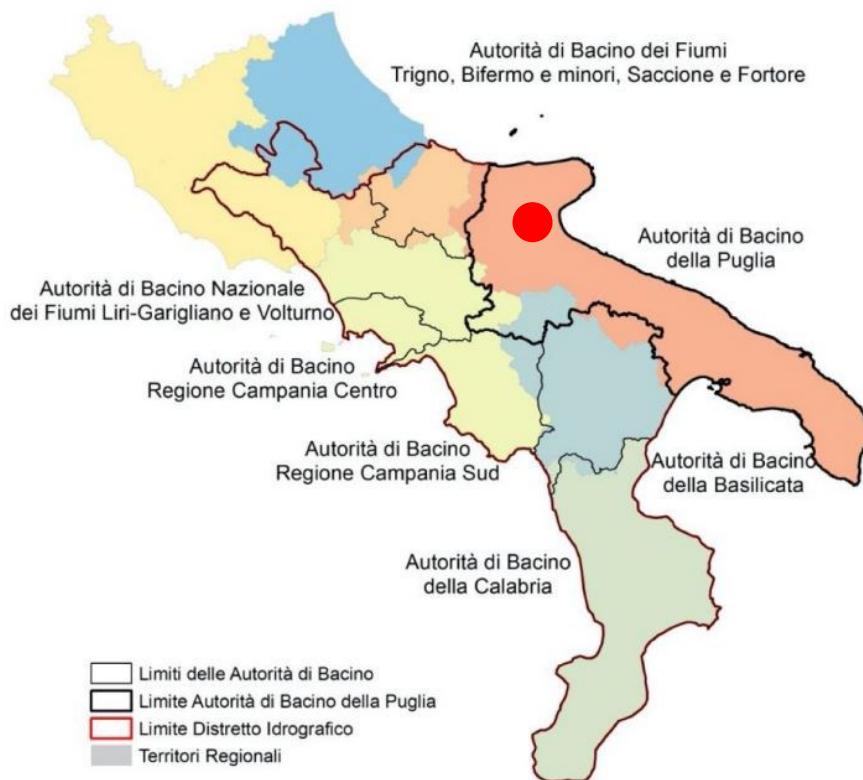 Autorità di Bacino dei Fiumi
Trigno, Bifermo e minori, Saccione e Fortore
Autorità di Bacino
della Puglia
Autorità di Bacino Nazionale
dei Fiumi Liri-Garigliano e Volturno
Autorità di Bacino
Regione Campania Centro
Autorità di Bacino
Regione Campania Sud
Autorità di Bacino
della Basilicata
Autorità di Bacino
della Calabria
Limiti delle Autorità di Bacino
Limite Autorità di Bacino della Puglia
Limite Distretto Idrografico
Territori Regionali